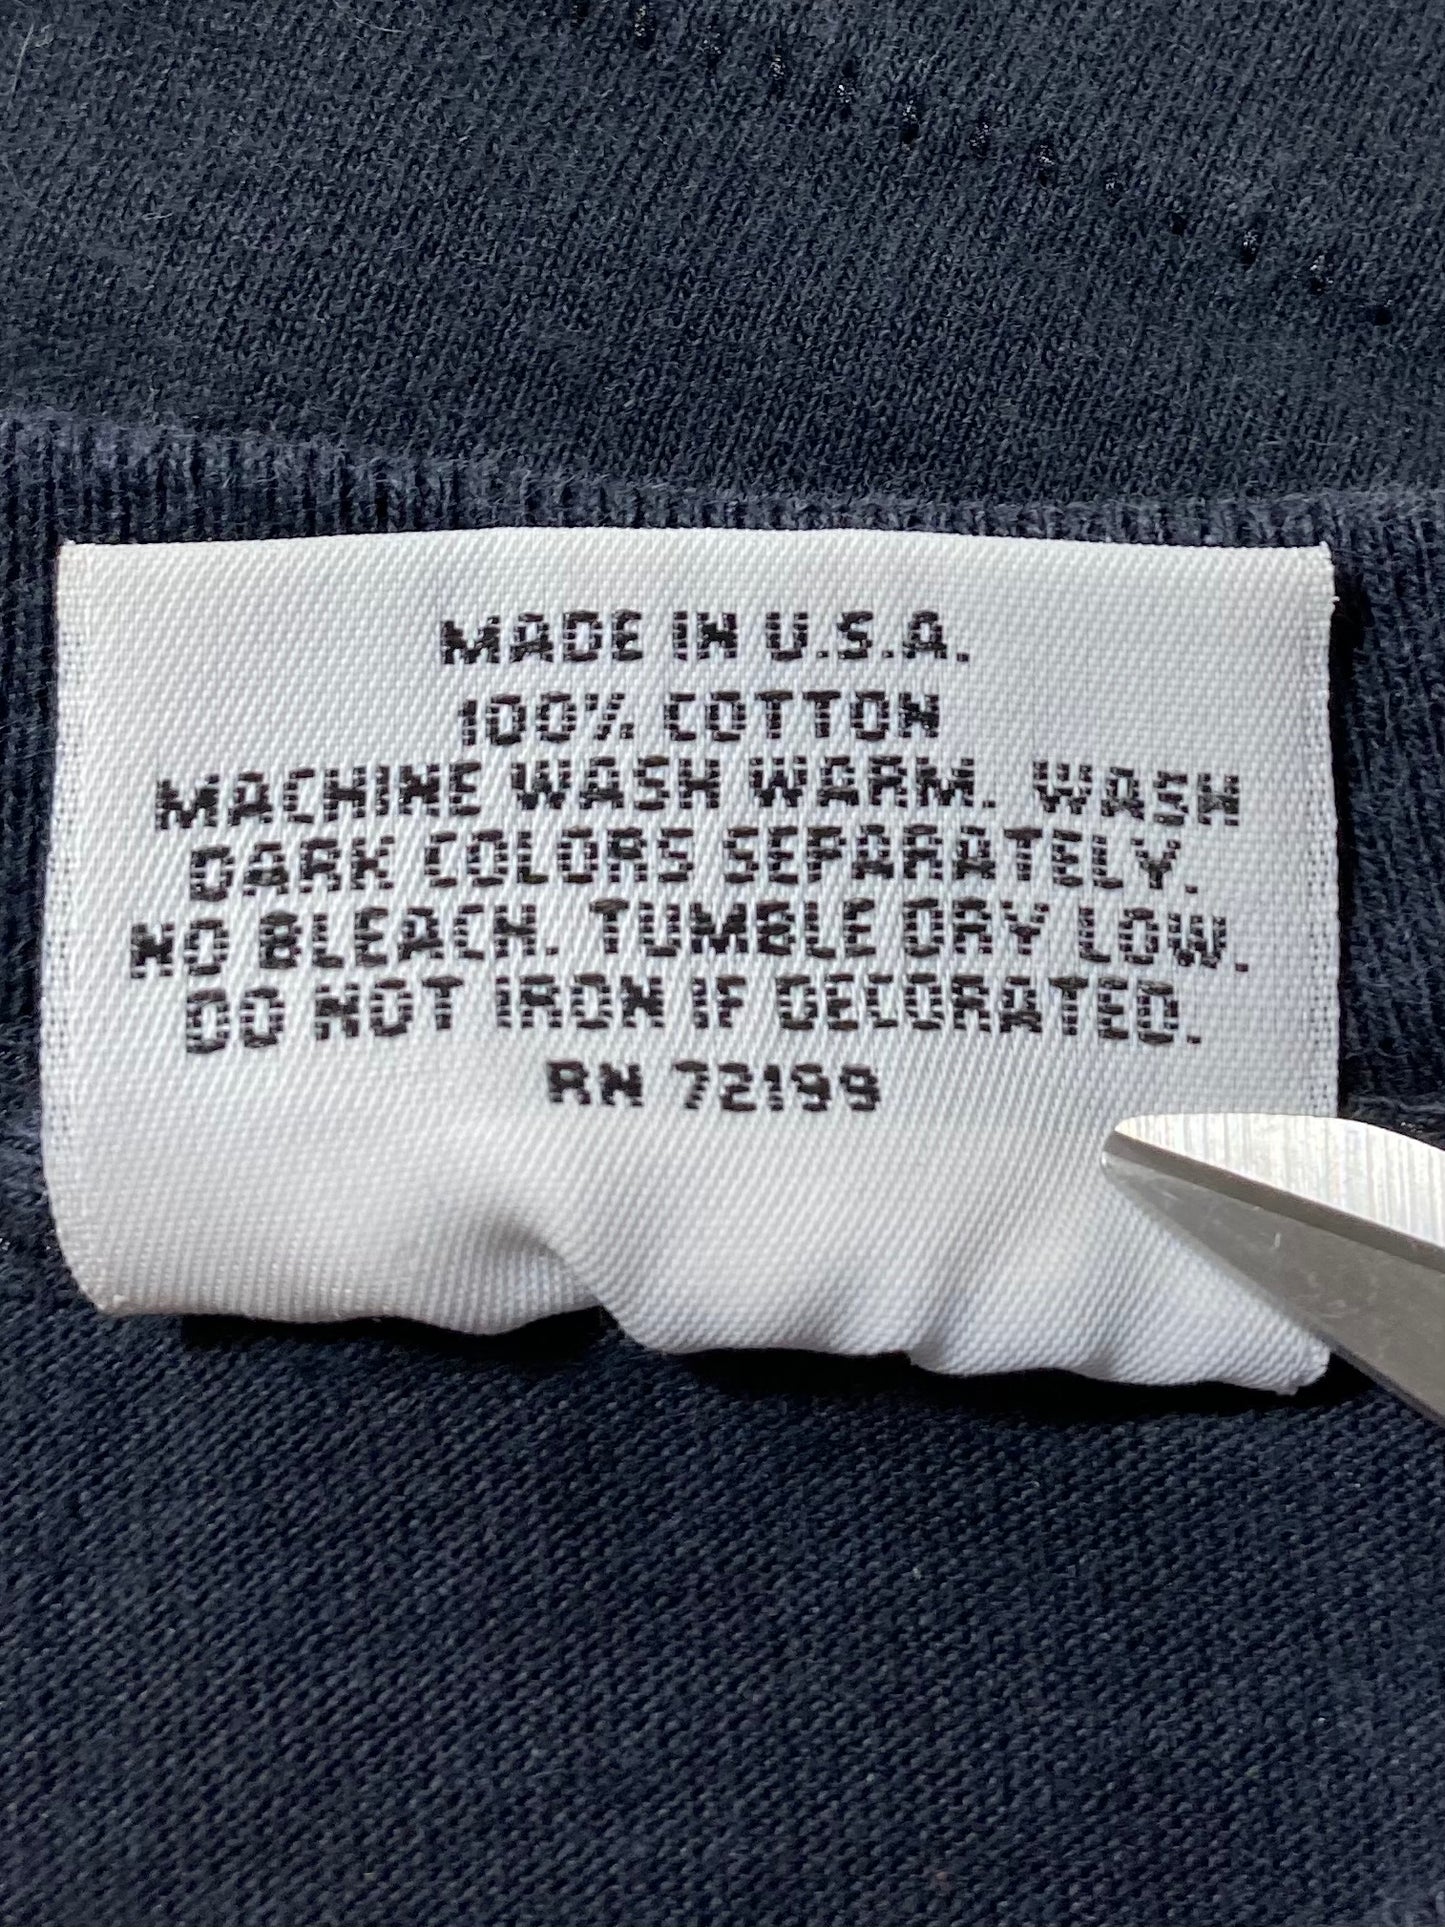 MADE IN U.S.A.
100% COTTON
MACHINE WASH WARM. WASH
DARK COLORS SEPARATELY.
NO BLEACH. TUMBLE DRY LOW.
DO NOT IRON IF DECORATED.
RN 72199